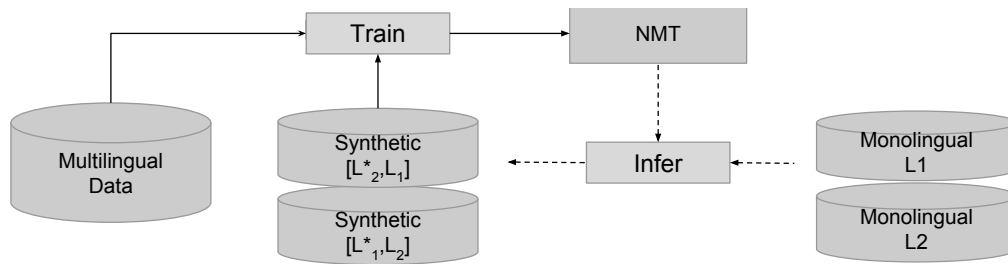 Train
NMT
Multilingual
Data
Synthetic
[L*₂,L₁]
Synthetic
[L*₁,L₂]
Infer
Monolingual
L1
Monolingual
L2